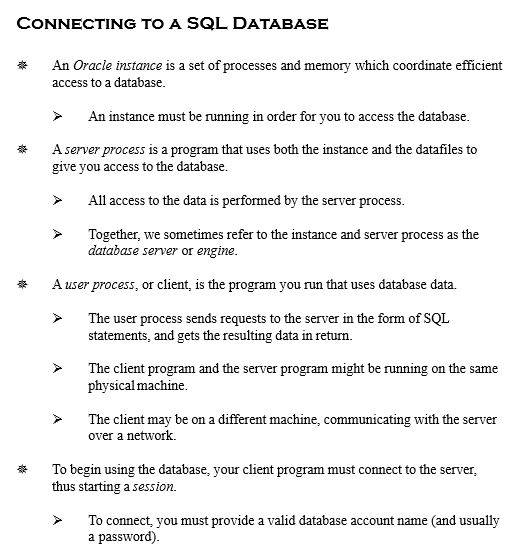 CONNECTING TO A SQL DATABASE
An Oracle instance is a set of processes and memory which coordinate efficient
access to a database.
An instance must be running in order for you to access the database.
A server process is a program that uses both the instance and the datafiles to
give you access to the database.
All access to the data is performed by the server process.
Together, we sometimes refer to the instance and server process as the
database server or engine.
A user process, or client, is the program you run that uses database data.
The user process sends requests to the server in the form of SQL
statements, and gets the resulting data in return.
The client program and the server program might be running on the same
physical machine.
The client may be on a different machine, communicating with the server
over a network.
To begin using the database, your client program must connect to the server,
thus starting a session.
To connect, you must provide a valid database account name (and usually
a password).